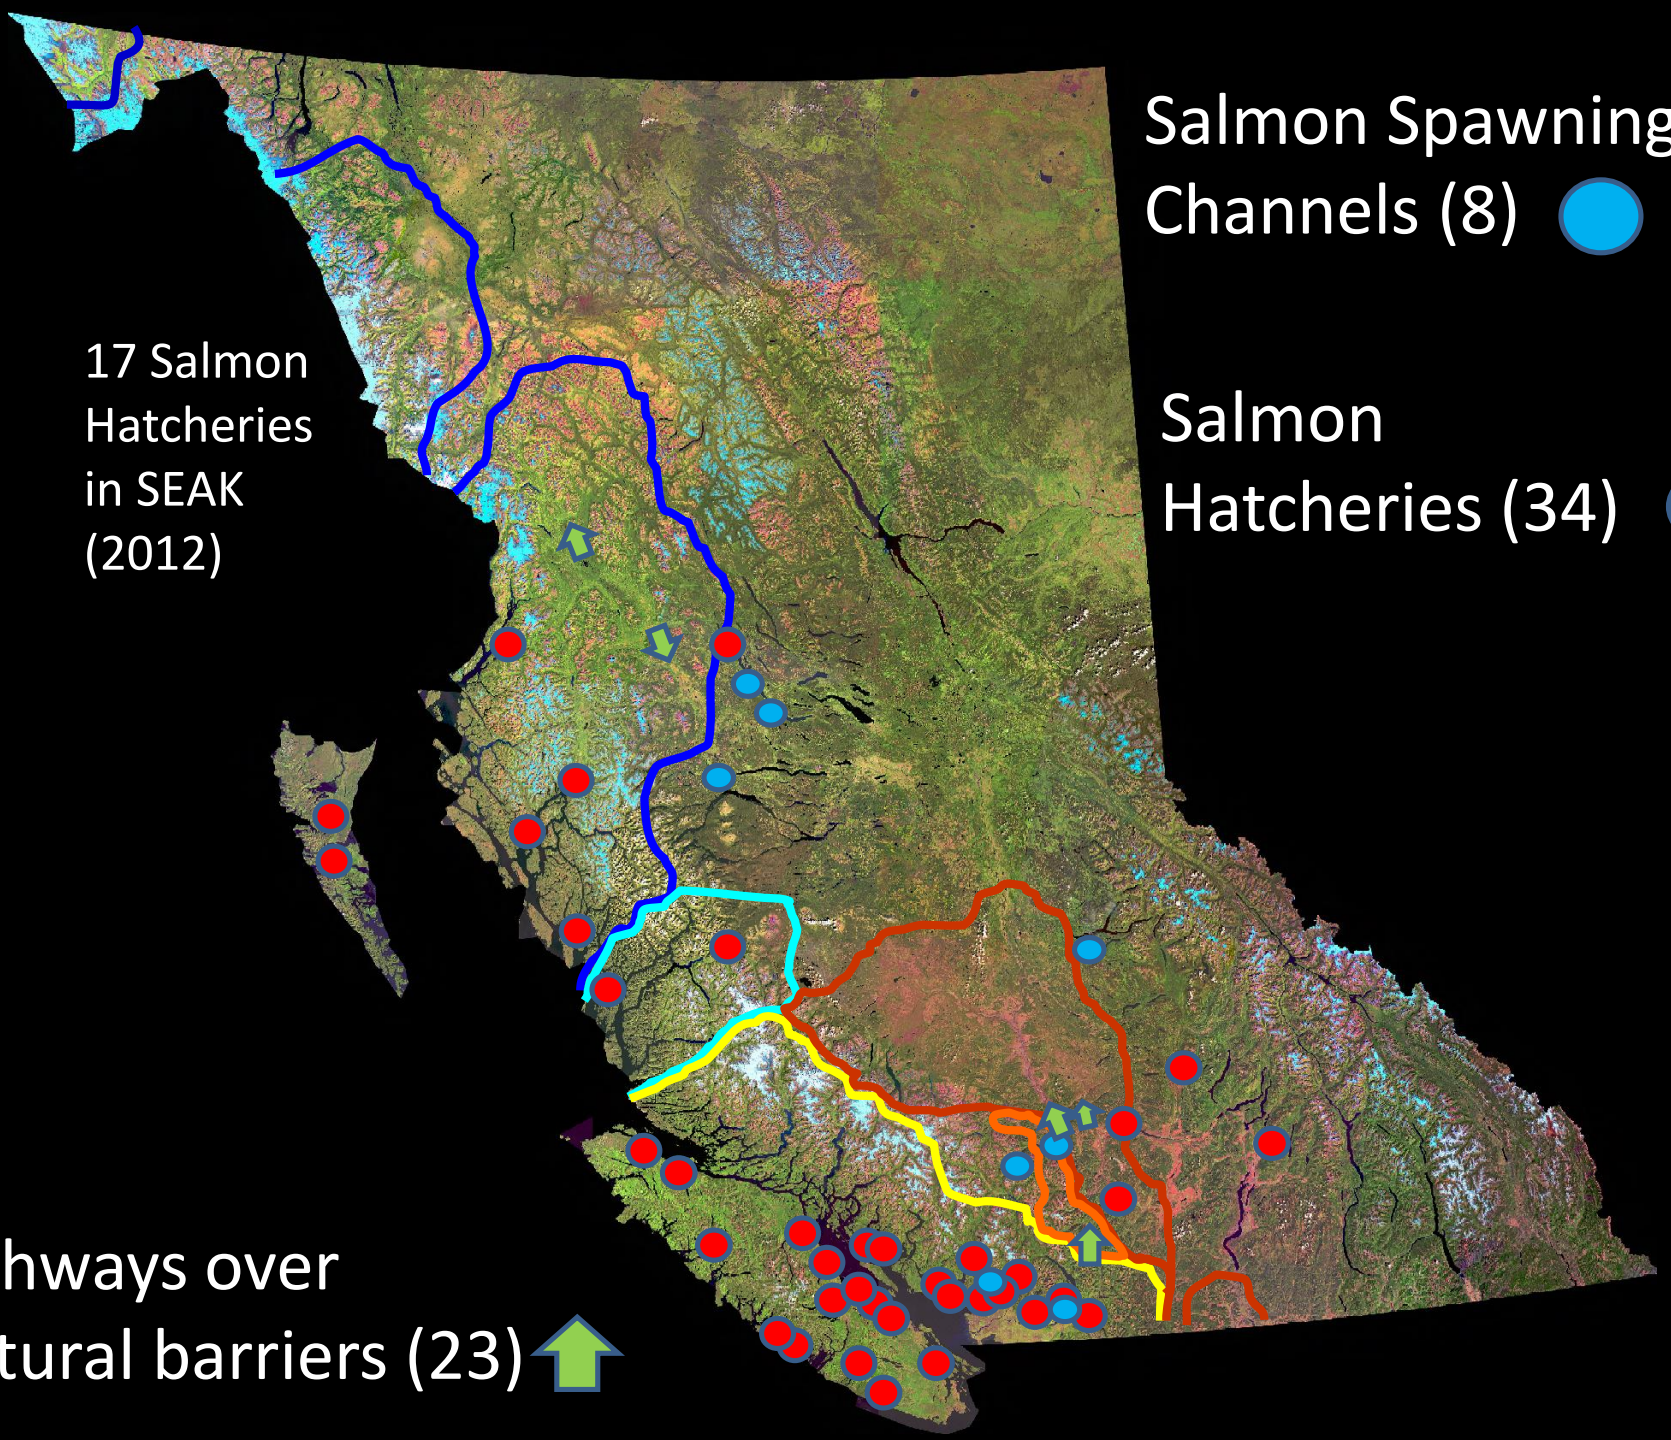 Salmon Spawning
Channels (8)
17 Salmon
Hatcheries
in SEAK
(2012)
Salmon
Hatcheries (34)
hways over
tural barriers (23)